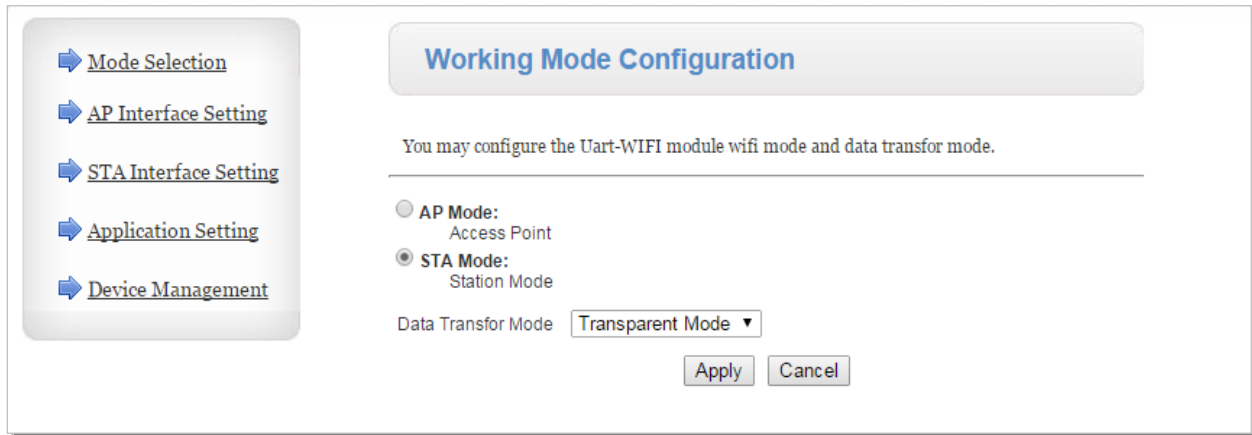 Mode Selection
AP Interface Setting
STA Interface Setting
Application Setting
Device Management
Working Mode Configuration
You may configure the Uart-WIFI module wifi mode and data transfor mode.
AP Mode:
Access Point
STA Mode:
Station Mode
Data Transfor Mode Transparent Mode
Apply Cancel